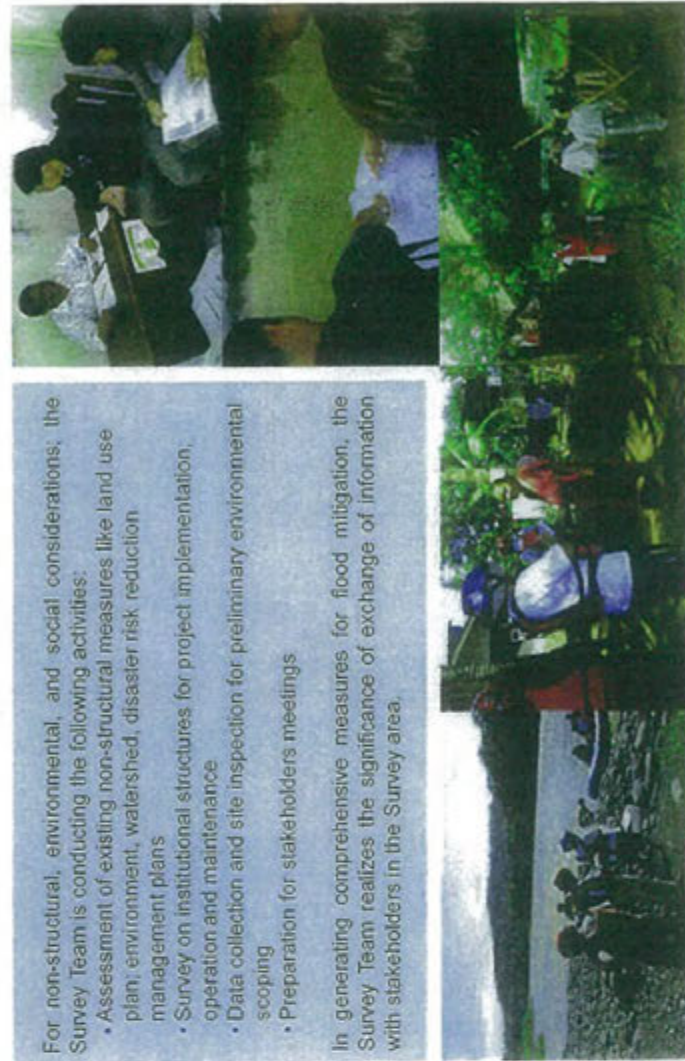 For non-structural, environmental, and social considerations; the
Survey Team is conducting the following activities:
• Assessment of existing non-structural measures like land use
plan, environment, watershed, disaster risk reduction
management plans
• Survey on institutional structures for project implementation,
operation and maintenance
• Data collection and site inspection for preliminary environmental
scoping
• Preparation for stakeholders meetings
In generating comprehensive measures for flood mitigation, the
Survey Team realizes the significance of exchange of information
with stakeholders in the Survey area.